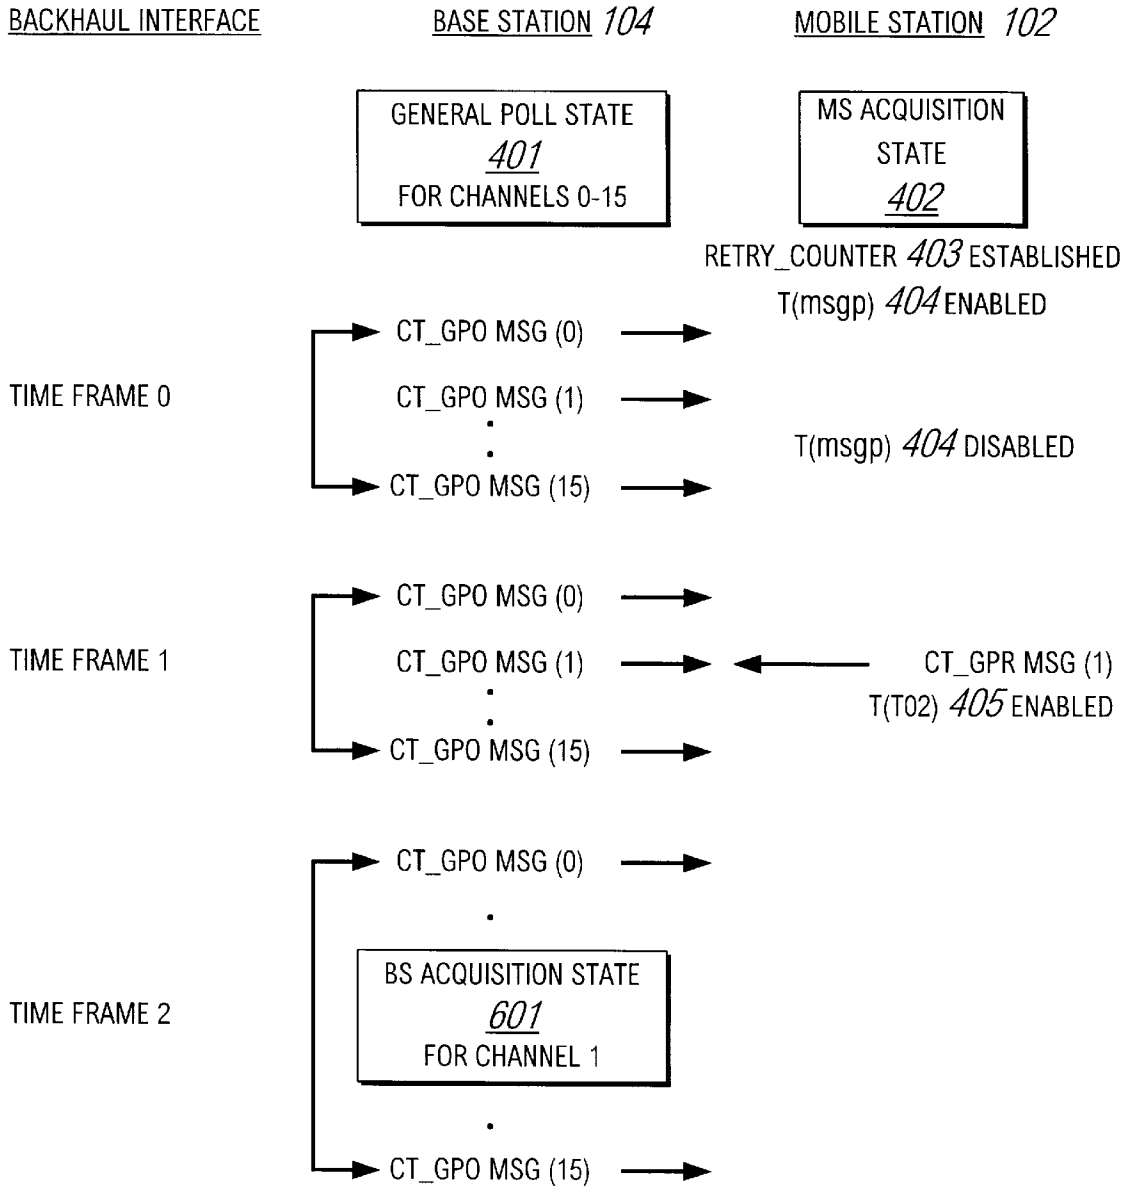 BACKHAUL INTERFACE
BASE STATION 104
MOBILE STATION 102
GENERAL POLL STATE
401
FOR CHANNELS 0-15
MS ACQUISITION
STATE
402
RETRY_COUNTER 403 ESTABLISHED
T(msgp) 404 ENABLED
CT_GPO MSG (0)
TIME FRAME 0
CT_GPO MSG (1)
T(msgp) 404 DISABLED
CT_GPO MSG (15)
CT_GPO MSG (0)
TIME FRAME 1
CT_GPO MSG (1)
CT_GPR MSG (1)
T(T02) 405 ENABLED
CT_GPO MSG (15)
CT_GPO MSG (0)
BS ACQUISITION STATE
TIME FRAME 2
601
FOR CHANNEL 1
CT_GPO MSG (15)